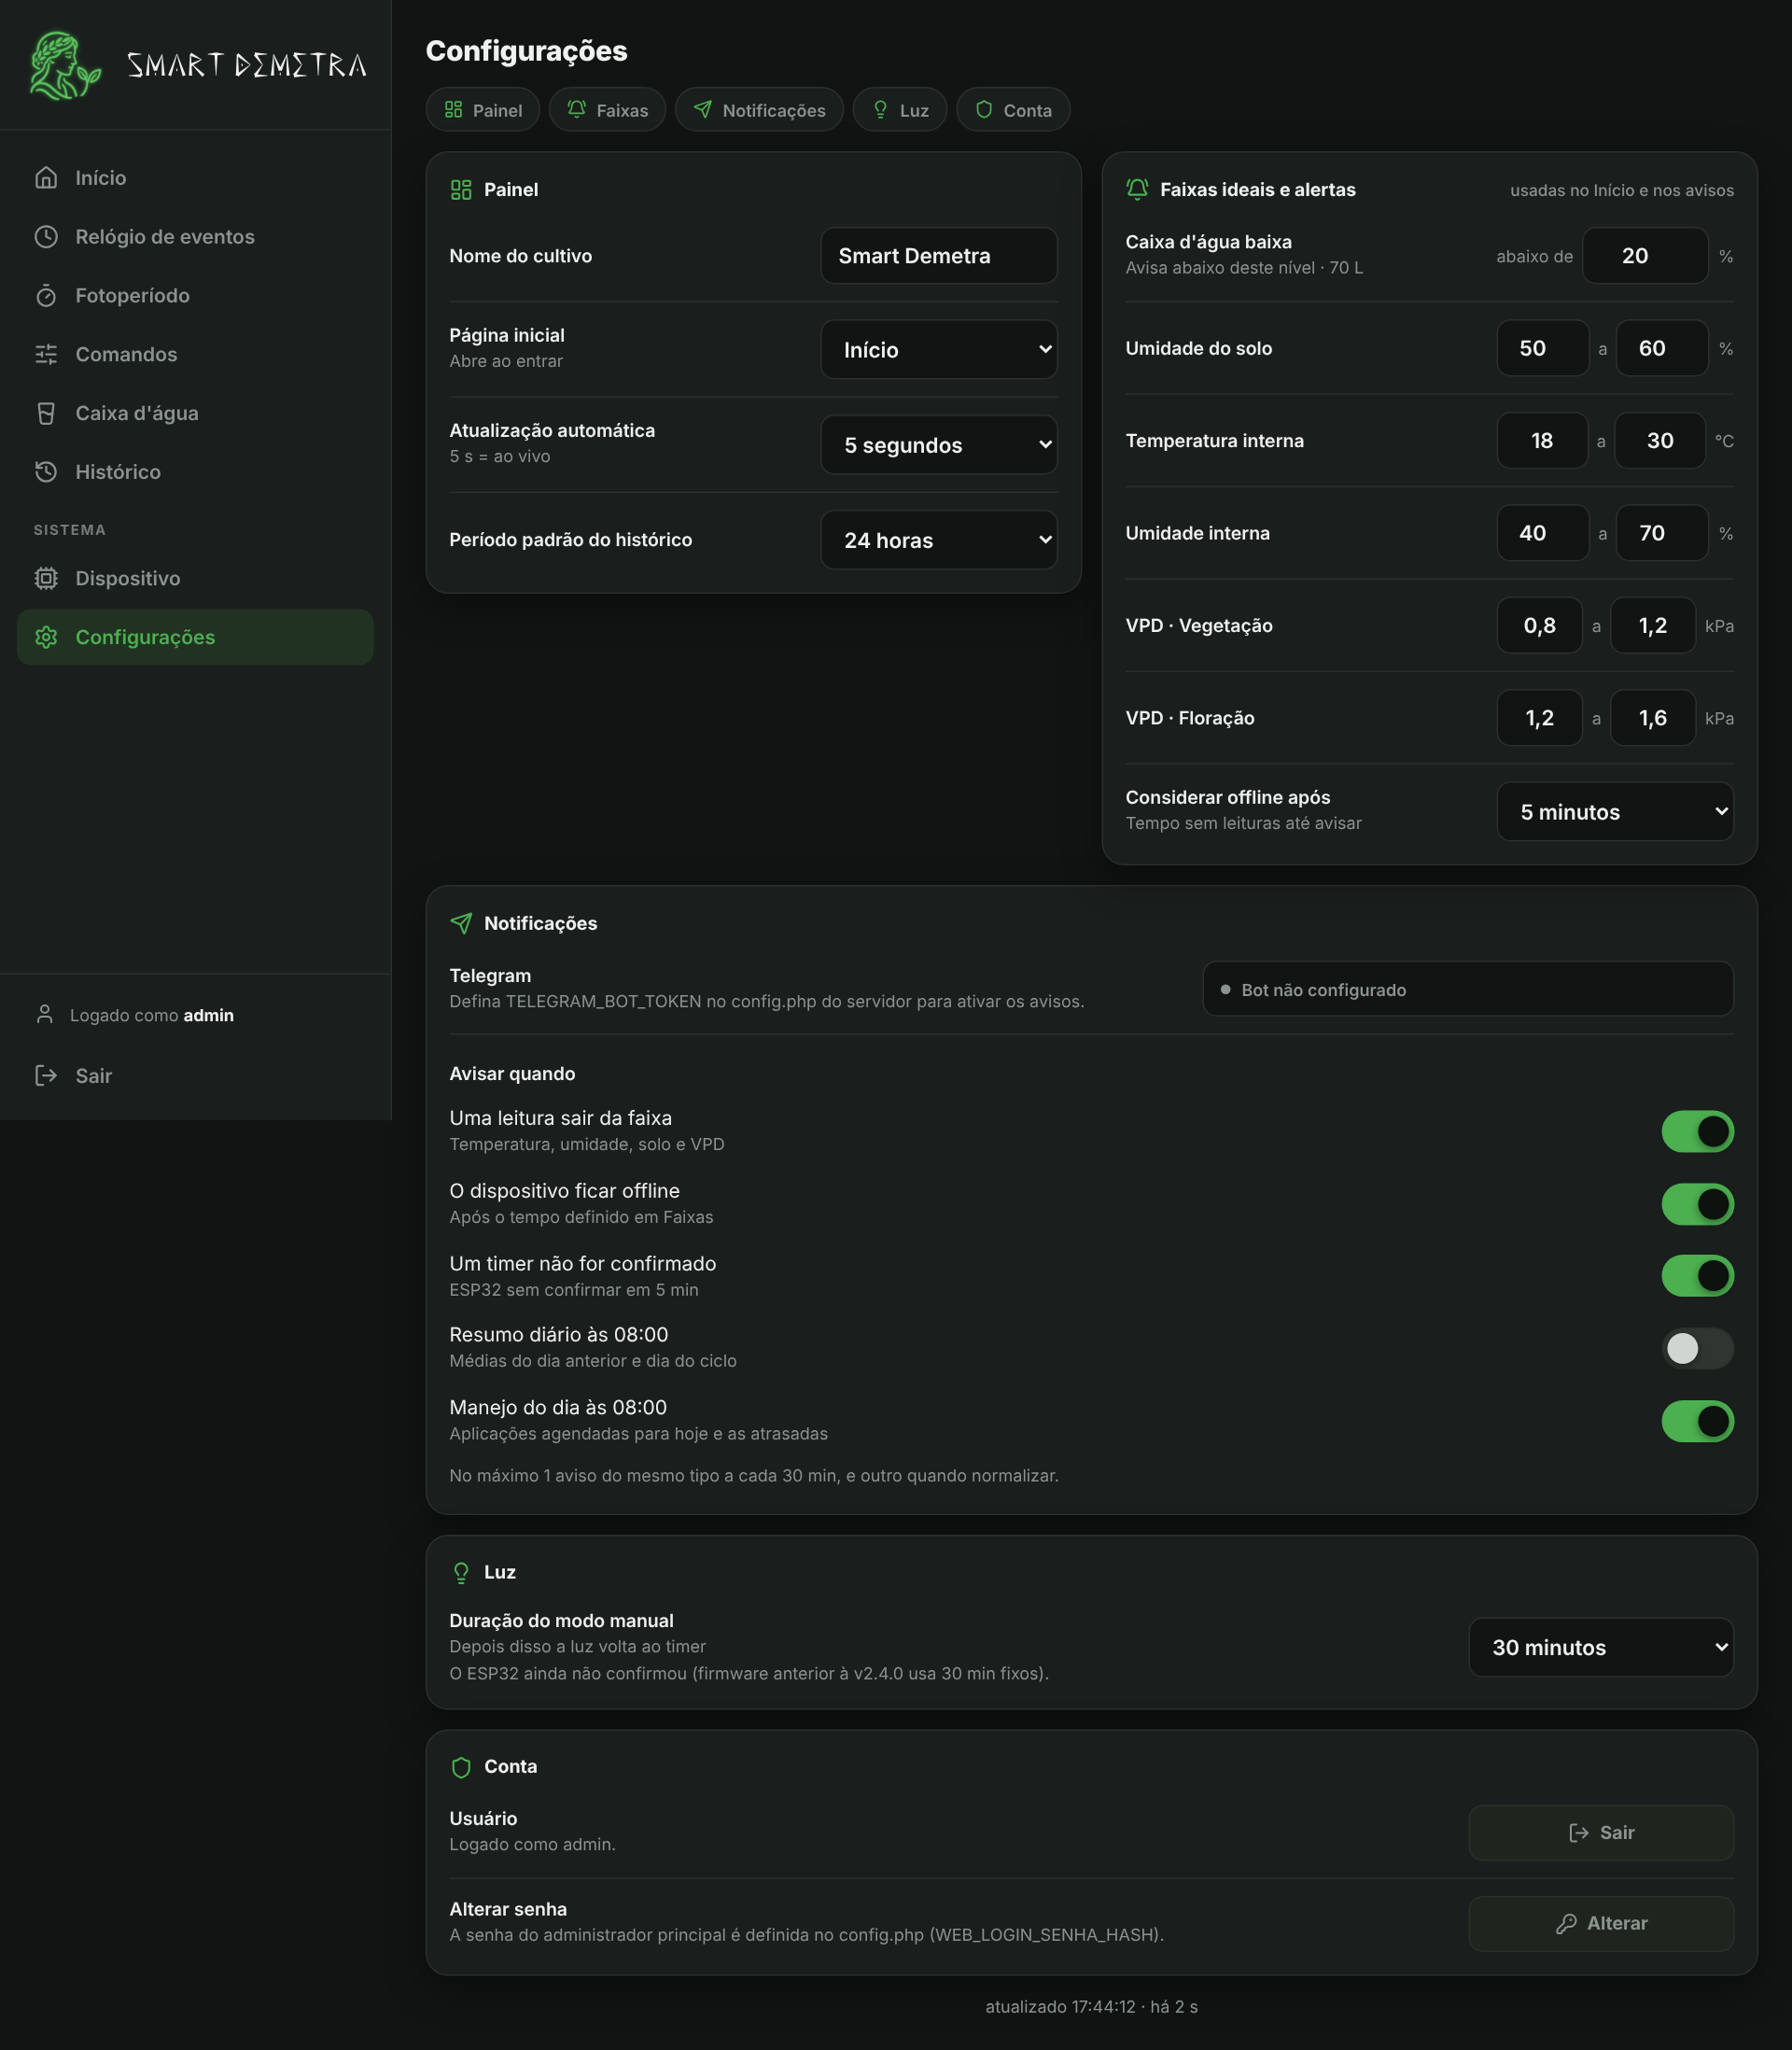 SMART DEMETRA
Início
Relógio de eventos
Fotoperíodo
Comandos
Caixa d'água
Histórico
SISTEMA
Dispositivo
Configurações
Logado como admin
Sair
Configurações
Painel
Faixas
Notificações
Luz
Conta
Painel
Nome do cultivo
Smart Demetra
Página inicial
Abre ao entrar
Início
Atualização automática
5 s = ao vivo
5 segundos
Período padrão do histórico
24 horas
Faixas ideais e alertas
usadas no Início e nos avisos
Caixa d'água baixa
Avisa abaixo deste nível · 70 L
abaixo de 20 %
Umidade do solo
50 a 60 %
Temperatura interna
18 a 30 °C
Umidade interna
40 a 70 %
VPD · Vegetação
0,8 a 1,2 kPa
VPD · Floração
1,2 a 1,6 kPa
Considerar offline após
Tempo sem leituras até avisar
5 minutos
Notificações
Telegram
Defina TELEGRAM_BOT_TOKEN no config.php do servidor para ativar os avisos.
Bot não configurado
Avisar quando
Uma leitura sair da faixa
Temperatura, umidade, solo e VPD
O dispositivo ficar offline
Após o tempo definido em Faixas
Um timer não for confirmado
ESP32 sem confirmar em 5 min
Resumo diário às 08:00
Médias do dia anterior e dia do ciclo
Manejo do dia às 08:00
Aplicações agendadas para hoje e as atrasadas
No máximo 1 aviso do mesmo tipo a cada 30 min, e outro quando normalizar.
Luz
Duração do modo manual
Depois disso a luz volta ao timer
O ESP32 ainda não confirmou (firmware anterior à v2.4.0 usa 30 min fixos).
30 minutos
Conta
Usuário
Logado como admin.
Sair
Alterar senha
A senha do administrador principal é definida no config.php (WEB_LOGIN_SENHA_HASH).
Alterar
atualizado 17:44:12 · há 2 s